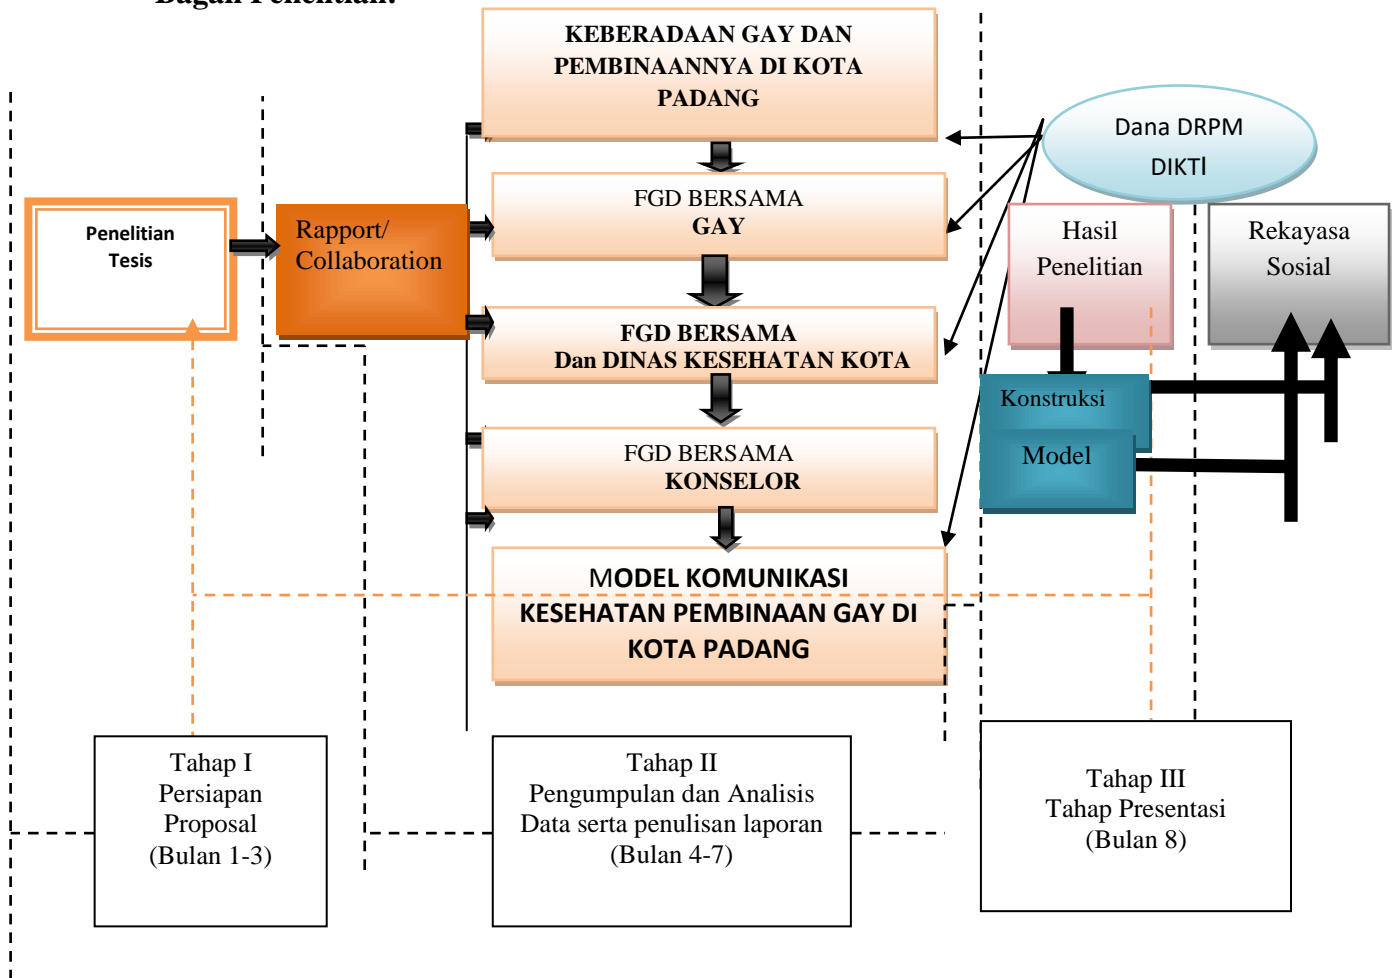 Bagan Penelitian:
KEBERADAAN GAY DAN
PEMBINAANNYA DI KOTA
PADANG
Dana DRPM
DIKTI
FGD BERSAMA
GAY
Penelitian
Tesis
Rapport/
Collaboration
Hasil
Penelitian
Rekayasa
Sosial
FGD BERSAMA
Dan DINAS KESEHATAN KOTA
Konstruksi
Model
FGD BERSAMA
KONSELOR
MODEL KOMUNIKASI
KESEHATAN PEMBINAAN GAY DI
KOTA PADANG
Tahap I
Persiapan
Proposal
(Bulan 1-3)
Tahap II
Pengumpulan dan Analisis
Data serta penulisan laporan
(Bulan 4-7)
Tahap III
Tahap Presentasi
(Bulan 8)